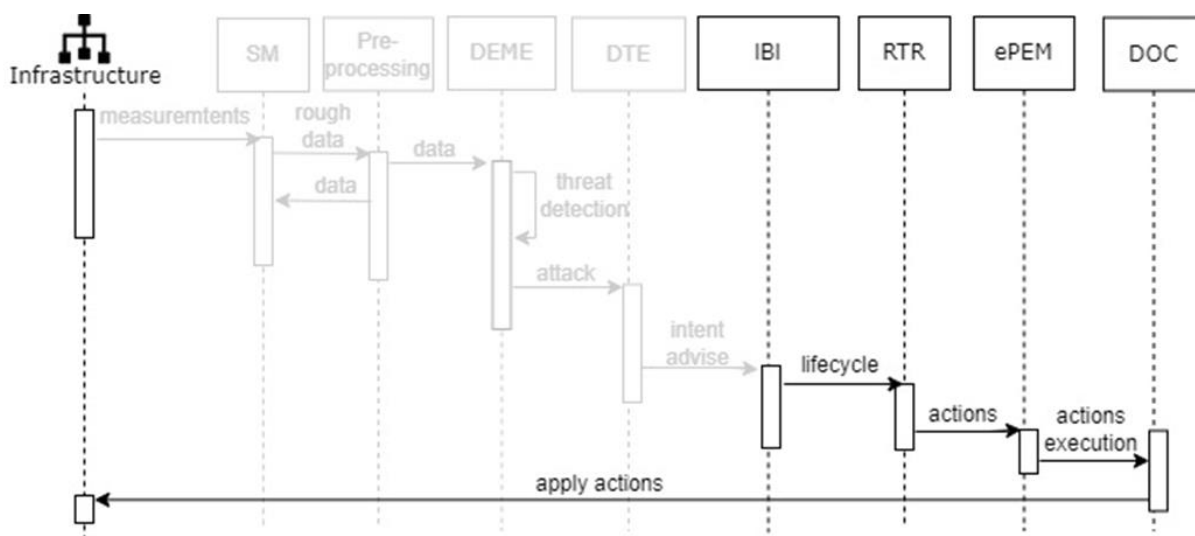 Infrastructure
SM
Pre-
processing
DEME
DTE
IBI
RTR
ePEM
DOC
measuremtents
rough
data
data
data
threat
detection
attack
intent
advise
lifecycle
actions
actions
execution
apply actions